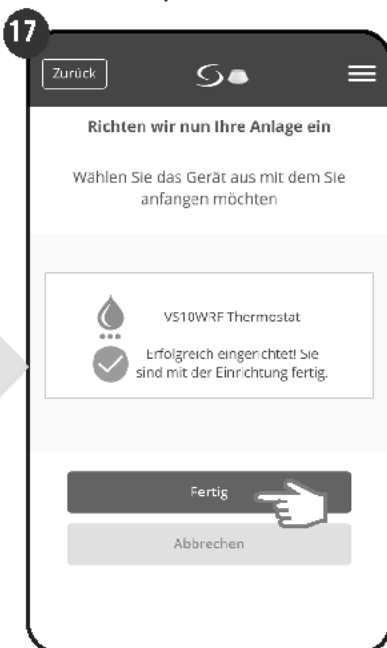 17
Zurück
Richten wir nun Ihre Anlage ein
Wählen Sie das Gerät aus mit dem Sie
anfangen möchten
VS10WRF Thermostat
Erfolgreich eingerichtet! Sie
sind mit der Einrichtung fertig.
Fertig
Abbrechen